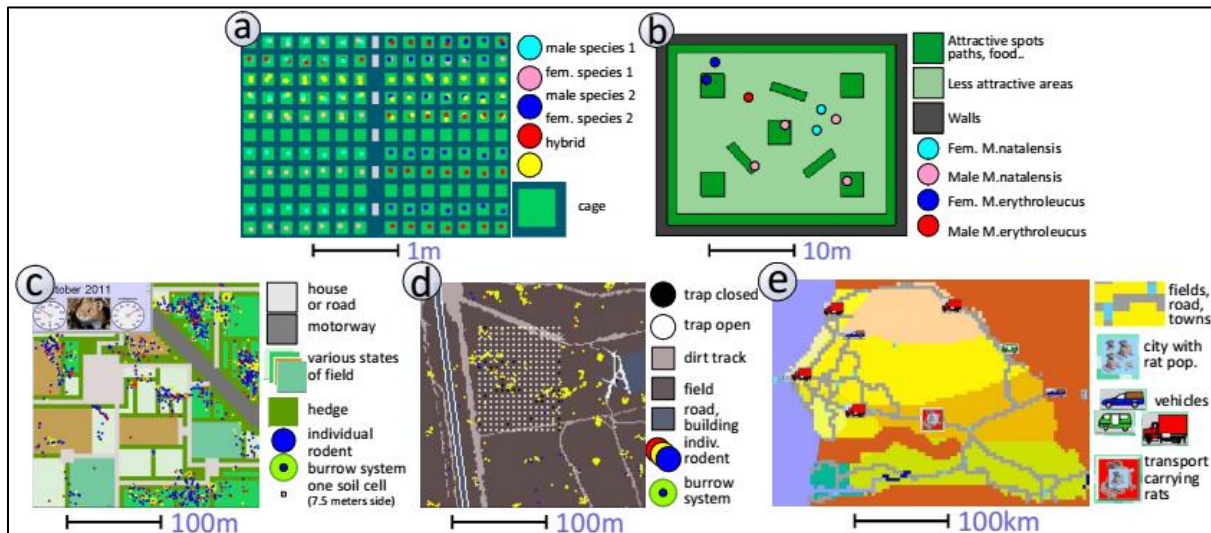 a
male species 1
fem. species 1
male species 2
fem. species 2
hybrid
cage
1m
b
Attractive spots
paths, food..
Less attractive areas
Walls
Fem. M.natalensis
Male M.natalensis
Fem. M.erythroleucus
Male M.erythroleucus
10m
c
tober 2011
house
or road
motorway
various states
of field
hedge
individual
rodent
burrow system
one soil cell
(7.5 meters side)
100m
d
trap closed
trap open
dirt track
field
road,
building
indiv.
rodent
burrow
system
100m
e
fields,
road,
towns
city with
rat pop.
vehicles
transport
carrying
rats
100km